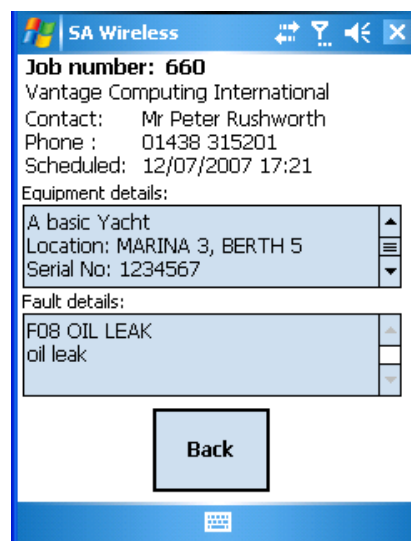 SA Wireless
Job number: 660
Vantage Computing International
Contact: Mr Peter Rushworth
Phone : 01438 315201
Scheduled: 12/07/2007 17:21
Equipment details:
A basic Yacht
Location: MARINA 3, BERTH 5
Serial No: 1234567
Fault details:
F08 OIL LEAK
oil leak
Back